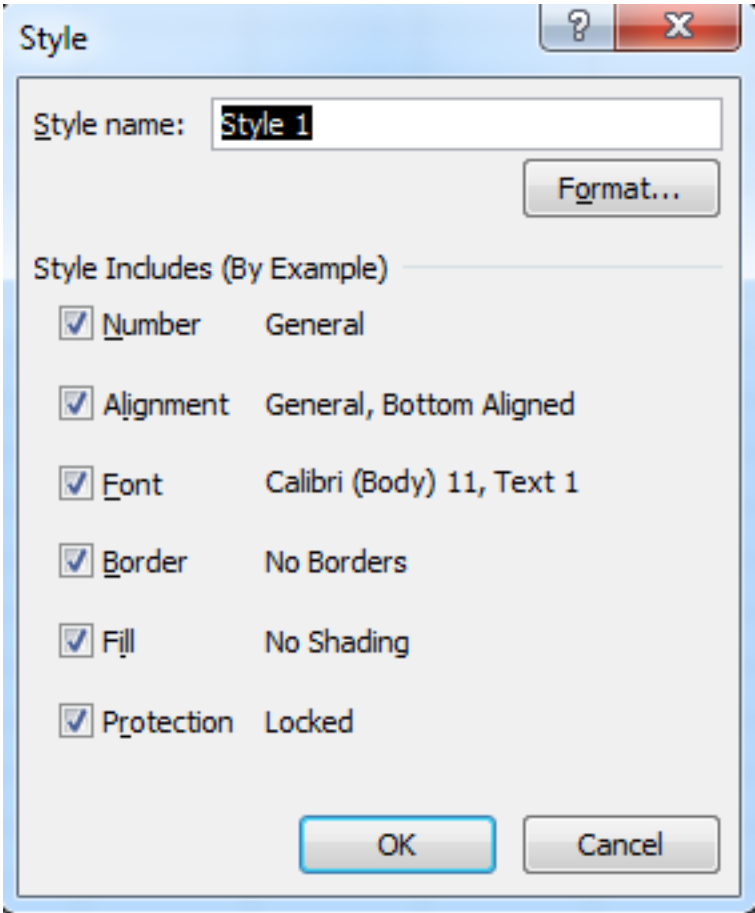 Style
?
Style name: Style 1
Format...
Style Includes (By Example)
Number General
Alignment General, Bottom Aligned
Font Calibri (Body) 11, Text 1
Border No Borders
Fill No Shading
Protection Locked
OK Cancel